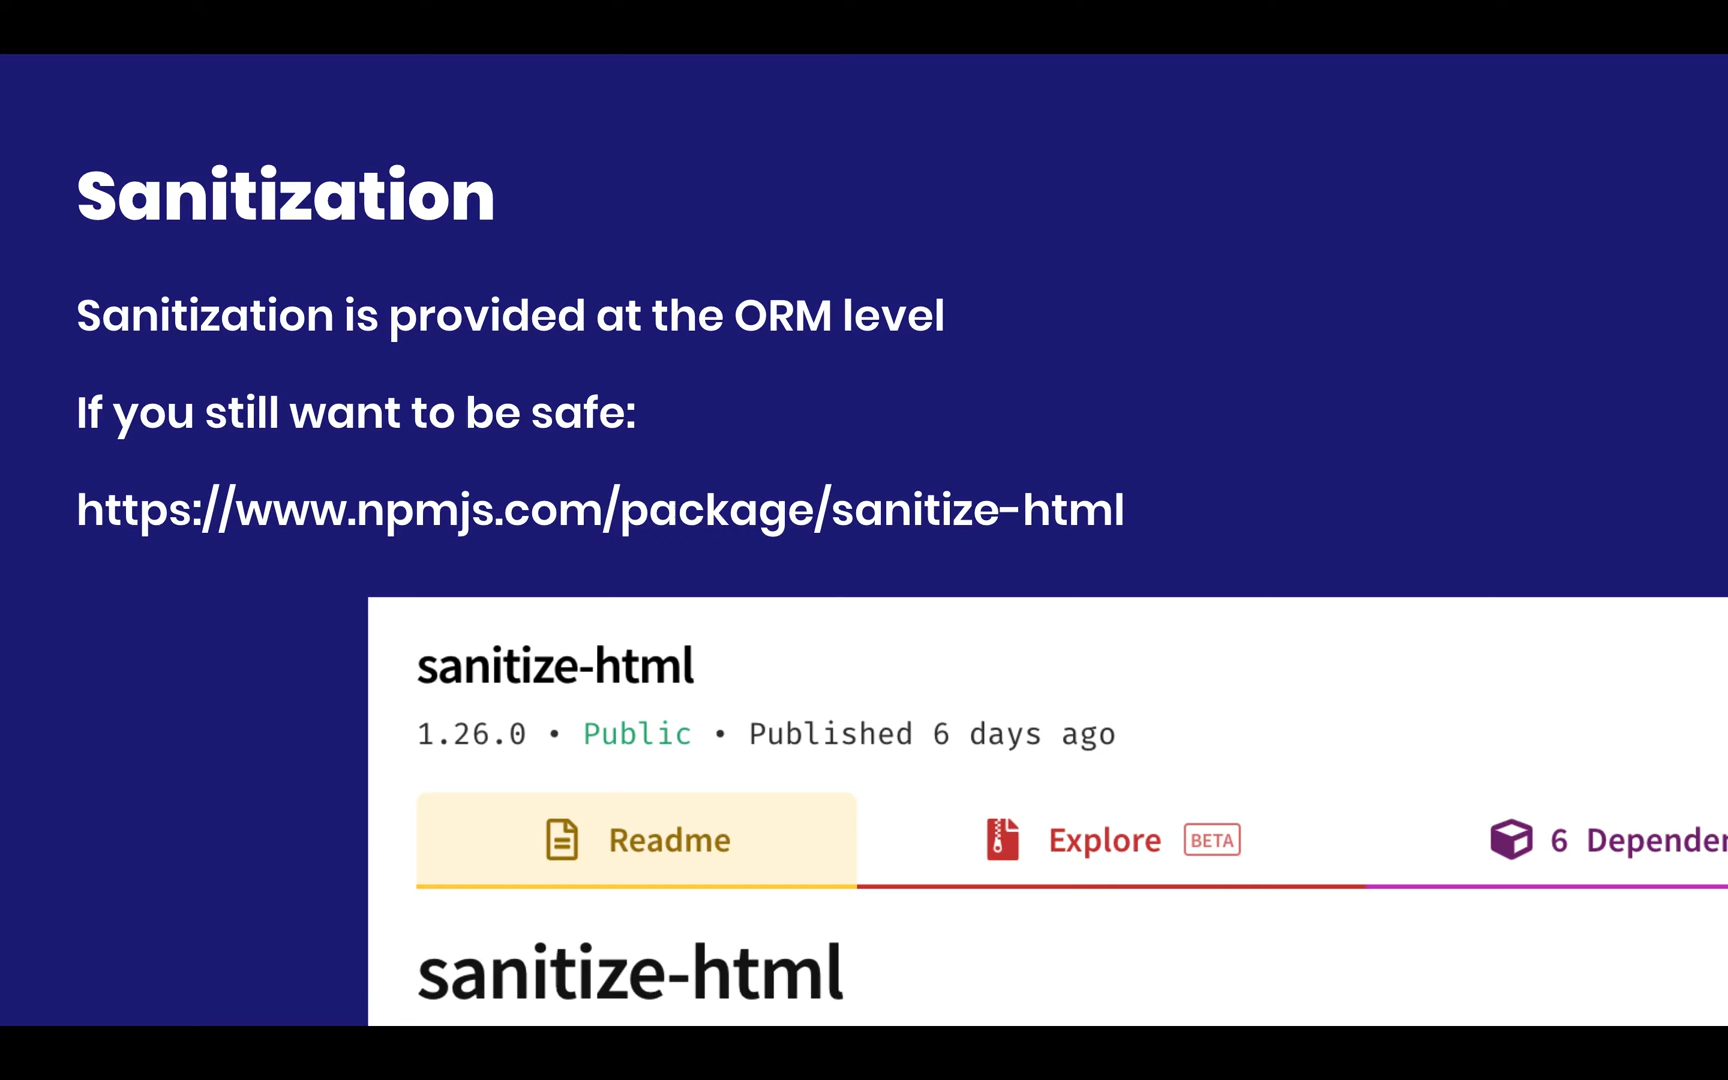 Sanitization
Sanitization is provided at the ORM level
If you still want to be safe:
https://www.npmjs.com/package/sanitize-html
sanitize-html
1.26.0 • Public • Published 6 days ago
Readme Explore BETA 6 Dependen
sanitize-html